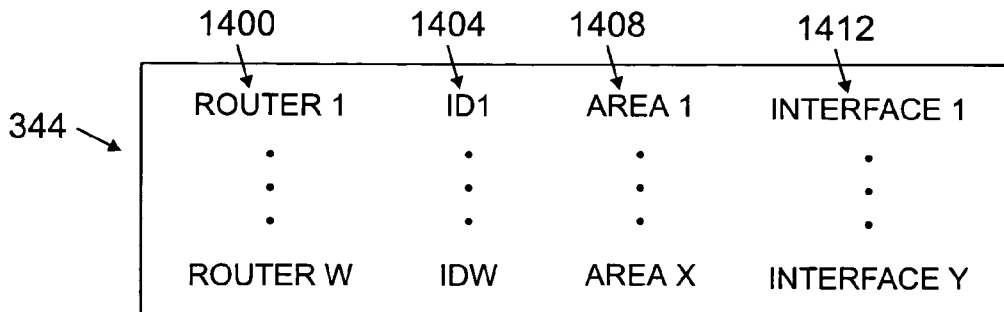 1400 1404 1408 1412
ROUTER 1 ID1 AREA 1 INTERFACE 1
344
ROUTER W IDW AREA X INTERFACE Y